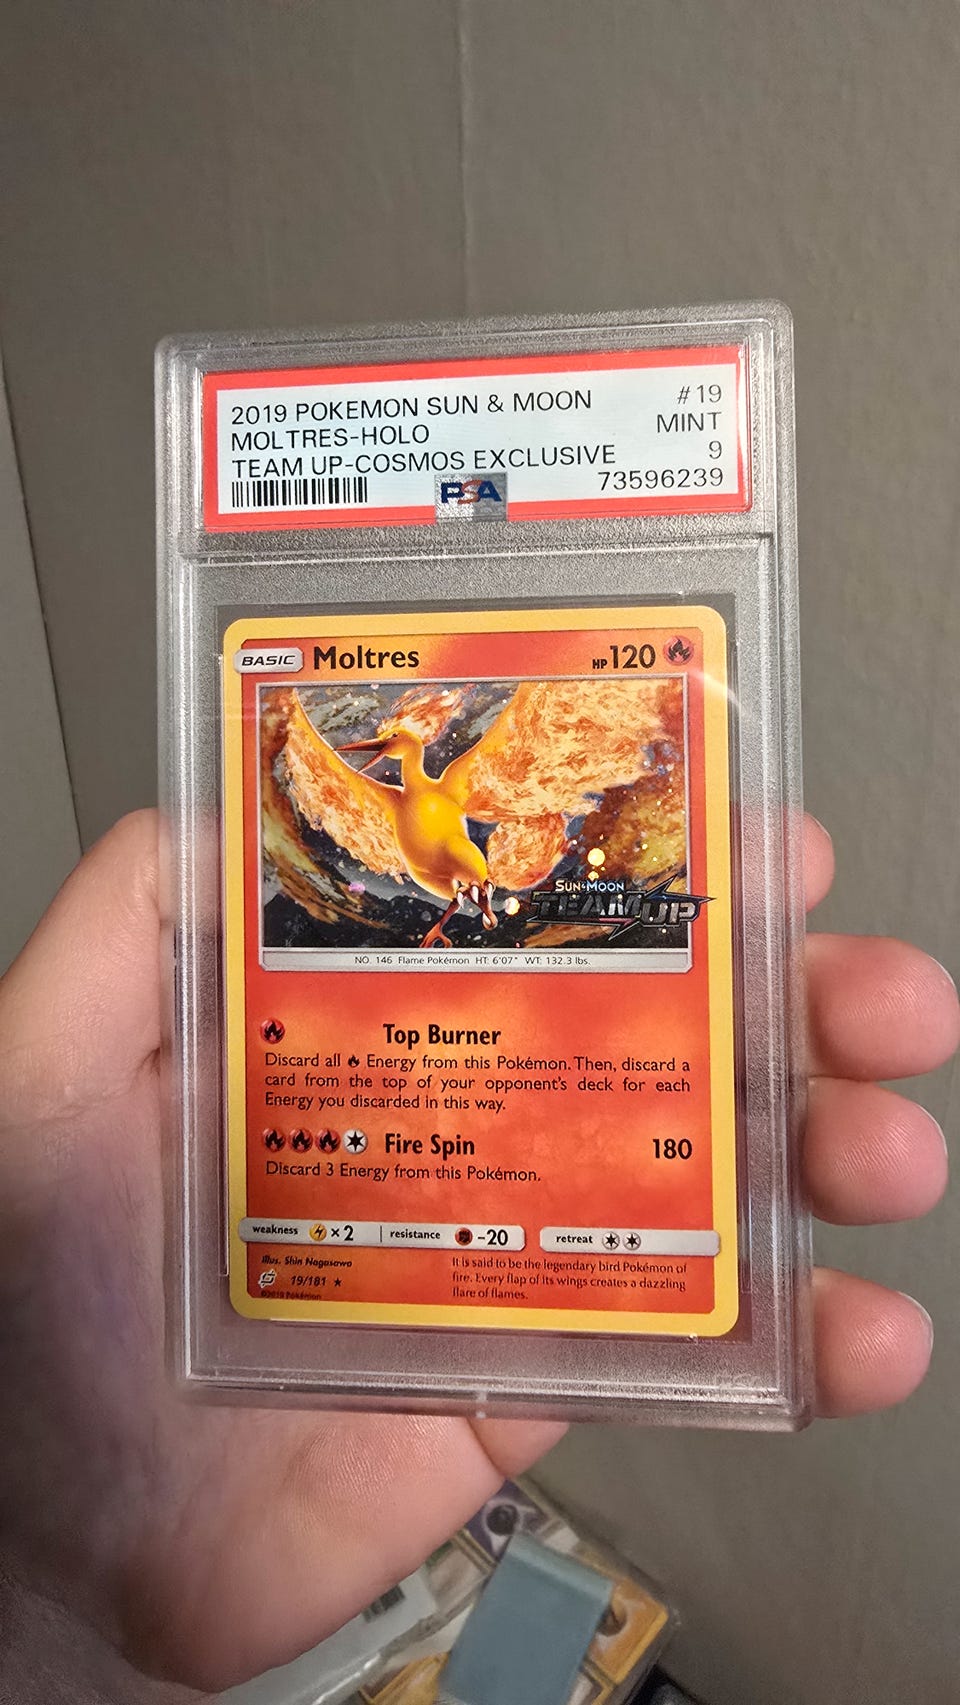 2019 POKEMON SUN & MOON #19
MOLTRES-HOLO MINT
TEAM UP-COSMOS EXCLUSIVE 9
PSA 73596239
BASIC Moltres HP 120
SUN & MOON
TEAM UP
NO. 146 Flame Pokémon HT: 6'07" WT: 132.3 lbs.
Top Burner
Discard all Energy from this Pokémon. Then, discard a
card from the top of your opponent's deck for each
Energy you discarded in this way.
Fire Spin 180
Discard 3 Energy from this Pokémon.
weakness ×2 resistance -20 retreat
Illus. Shin Nagasawa
19/181 ★
©2019 Pokémon
It is said to be the legendary bird Pokémon of
fire. Every flap of its wings creates a dazzling
flare of flames.